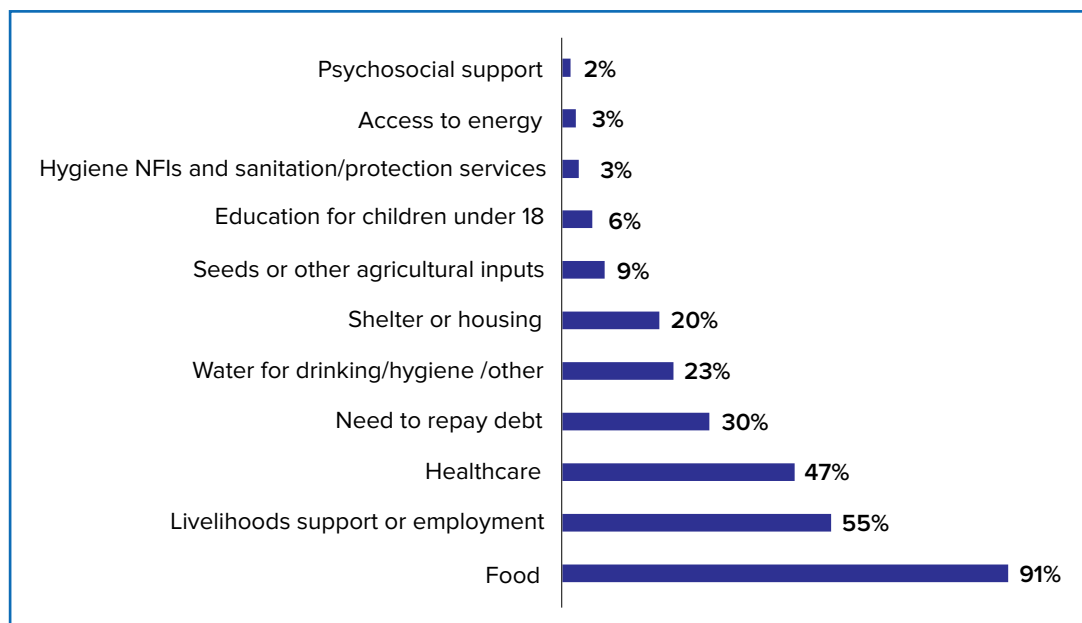 Psychosocial support 2%
Access to energy 3%
Hygiene NFIs and sanitation/protection services 3%
Education for children under 18 6%
Seeds or other agricultural inputs 9%
Shelter or housing 20%
Water for drinking/hygiene /other 23%
Need to repay debt 30%
Healthcare 47%
Livelihoods support or employment 55%
Food 91%